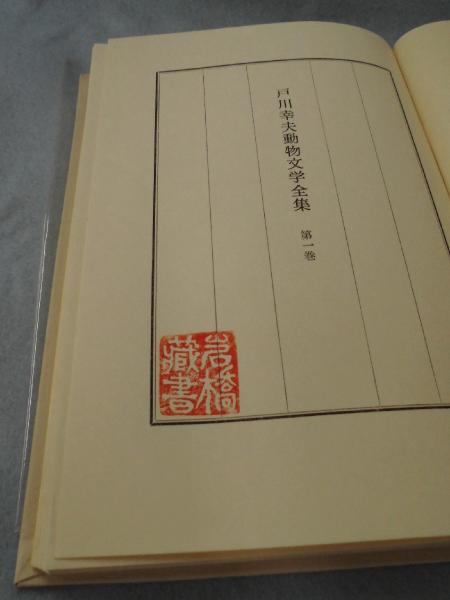 戸川幸夫動物文学全集
第一巻
岩橋
藏書